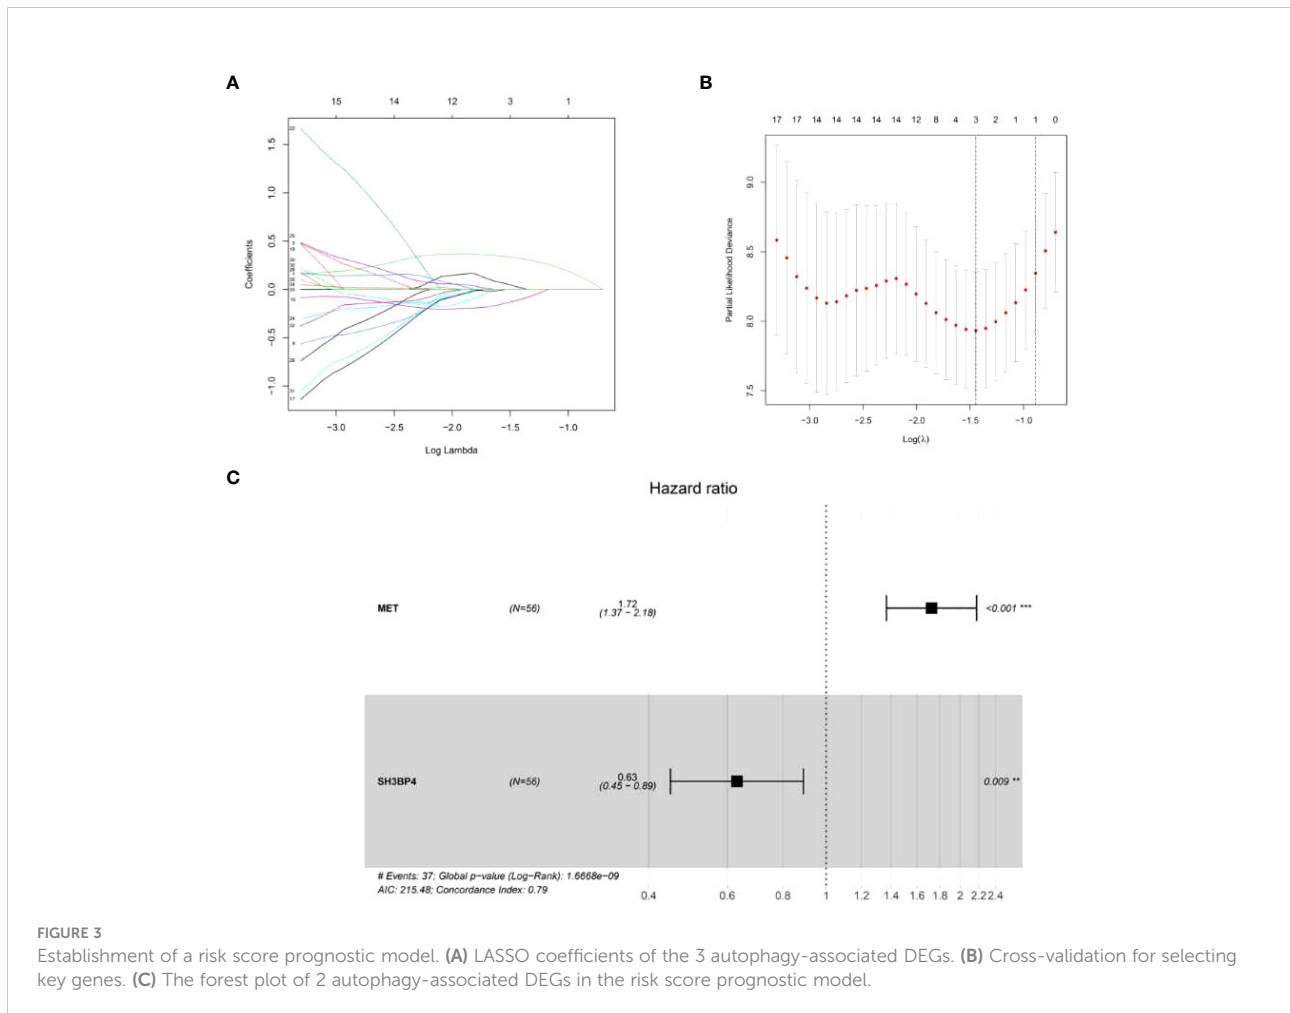 A
15 14 12 3 1
1.5
1.0
0.5
0.0
−0.5
−1.0
Coefficients
−3.0 −2.5 −2.0 −1.5 −1.0
Log Lambda
B
17 17 14 14 14 14 14 12 8 4 3 2 1 1 0
9.0
8.5
8.0
7.5
Partial Likelihood Deviance
−3.0 −2.5 −2.0 −1.5 −1.0
Log(λ)
C
Hazard ratio
MET (N=56) 1.72 (1.37 − 2.18) <0.001 ***
SH3BP4 (N=56) 0.63 (0.45 − 0.89) 0.009 **
# Events: 37; Global p−value (Log−Rank): 1.6668e−09
AIC: 215.48; Concordance Index: 0.79
0.4 0.6 0.8 1 1.2 1.4 1.6 1.8 2 2.2 2.4
FIGURE 3
Establishment of a risk score prognostic model. (A) LASSO coefficients of the 3 autophagy-associated DEGs. (B) Cross-validation for selecting
key genes. (C) The forest plot of 2 autophagy-associated DEGs in the risk score prognostic model.